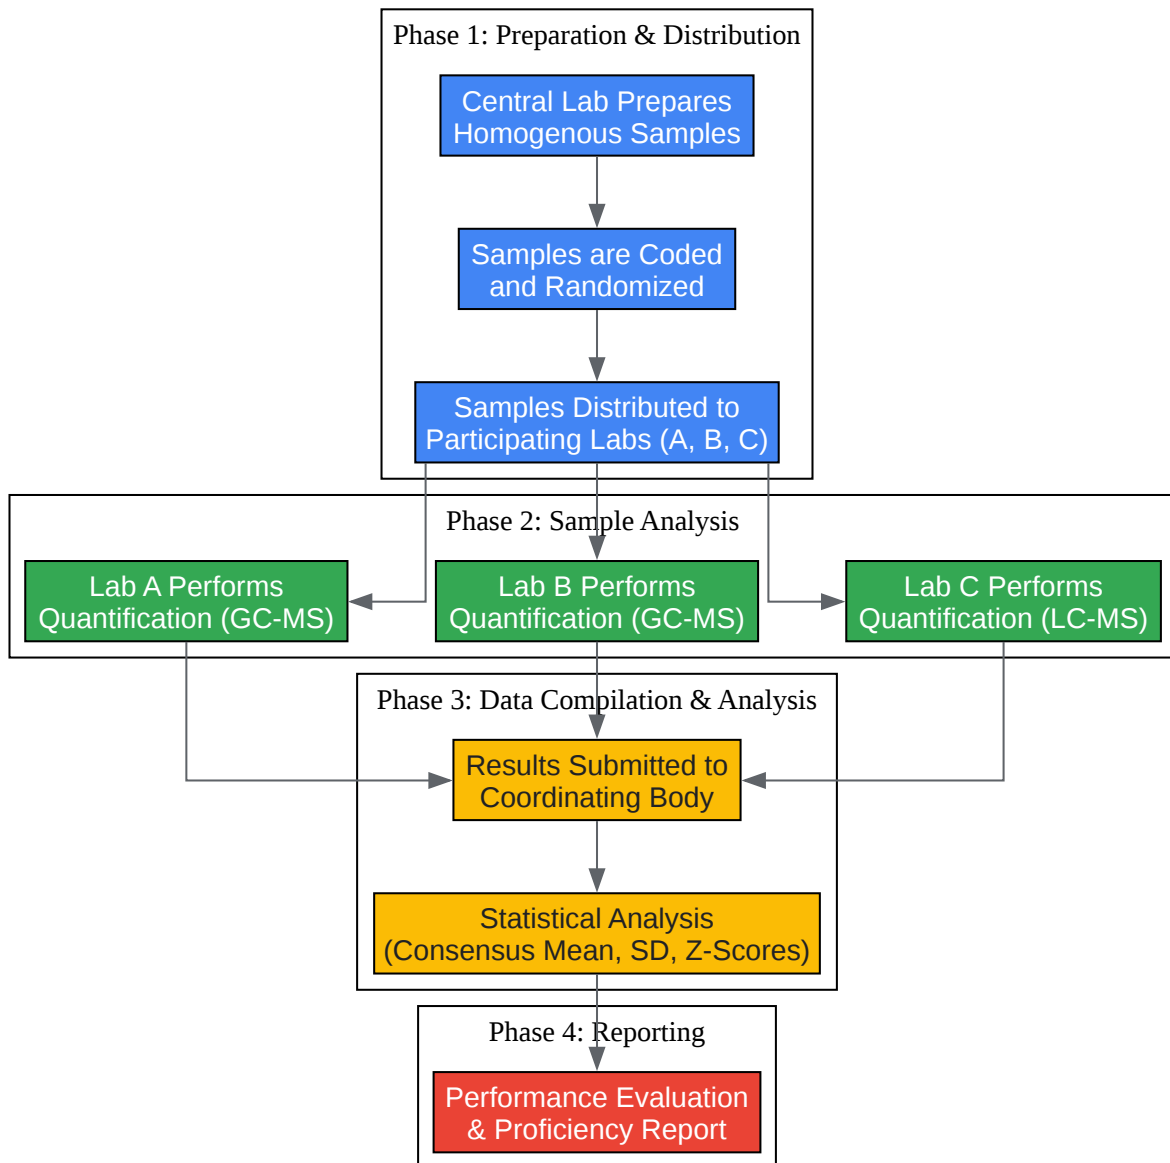 Phase 1: Preparation & Distribution
Central Lab Prepares
Homogenous Samples
Samples are Coded
and Randomized
Samples Distributed to
Participating Labs (A, B, C)
Phase 2: Sample Analysis
Lab A Performs
Quantification (GC-MS)
Lab B Performs
Quantification (GC-MS)
Lab C Performs
Quantification (LC-MS)
Phase 3: Data Compilation & Analysis
Results Submitted to
Coordinating Body
Statistical Analysis
(Consensus Mean, SD, Z-Scores)
Phase 4: Reporting
Performance Evaluation
& Proficiency Report